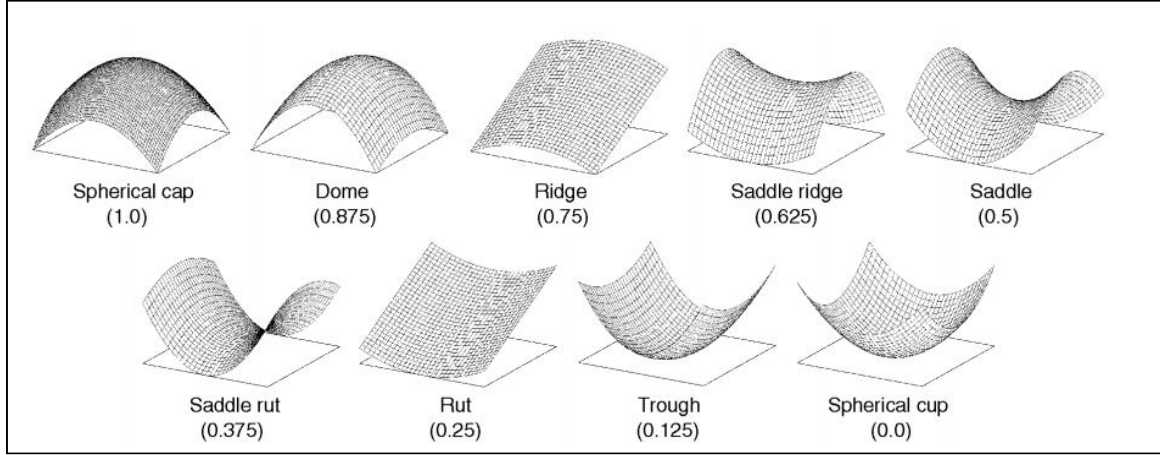 Spherical cap
(1.0)
Dome
(0.875)
Ridge
(0.75)
Saddle ridge
(0.625)
Saddle
(0.5)
Saddle rut
(0.375)
Rut
(0.25)
Trough
(0.125)
Spherical cup
(0.0)